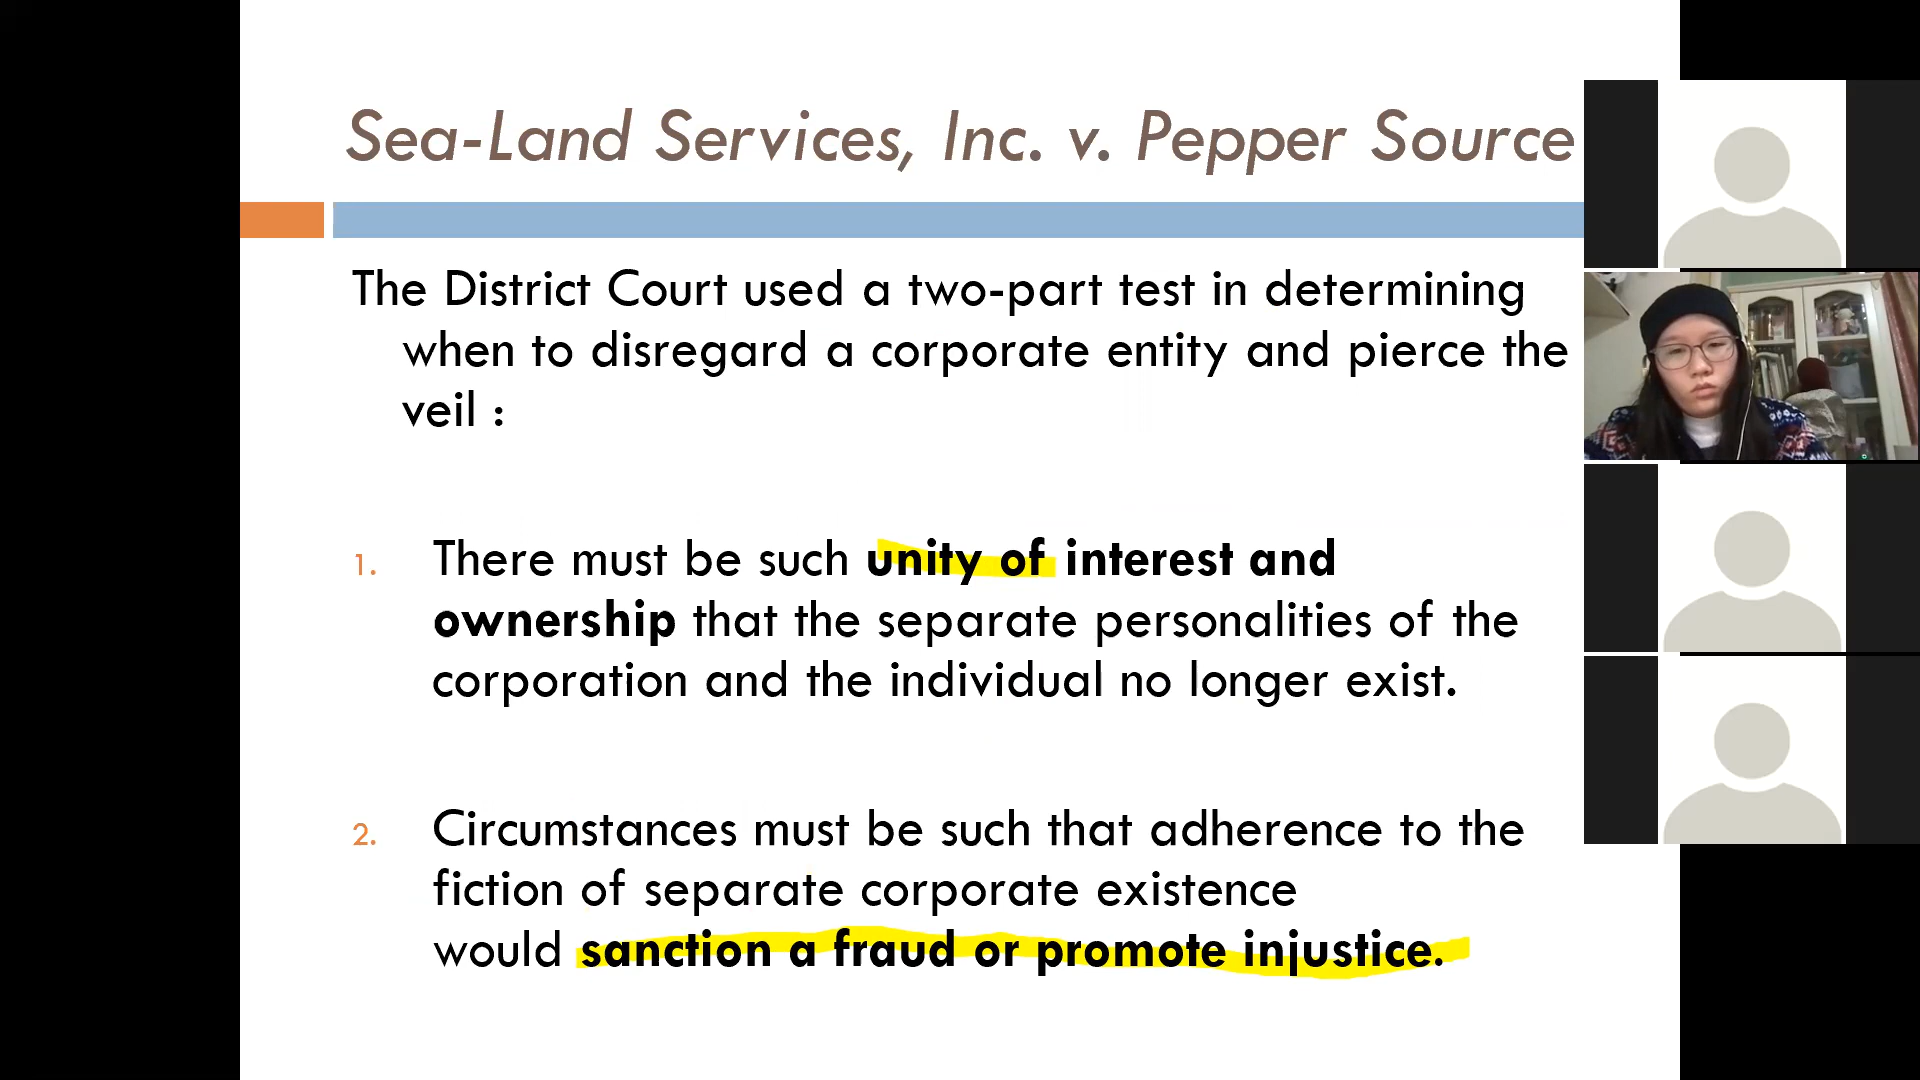 Sea-Land Services, Inc. v. Pepper Source
The District Court used a two-part test in determining
when to disregard a corporate entity and pierce the
veil :
1. There must be such unity of interest and
ownership that the separate personalities of the
corporation and the individual no longer exist.
2. Circumstances must be such that adherence to the
fiction of separate corporate existence
would sanction a fraud or promote injustice.